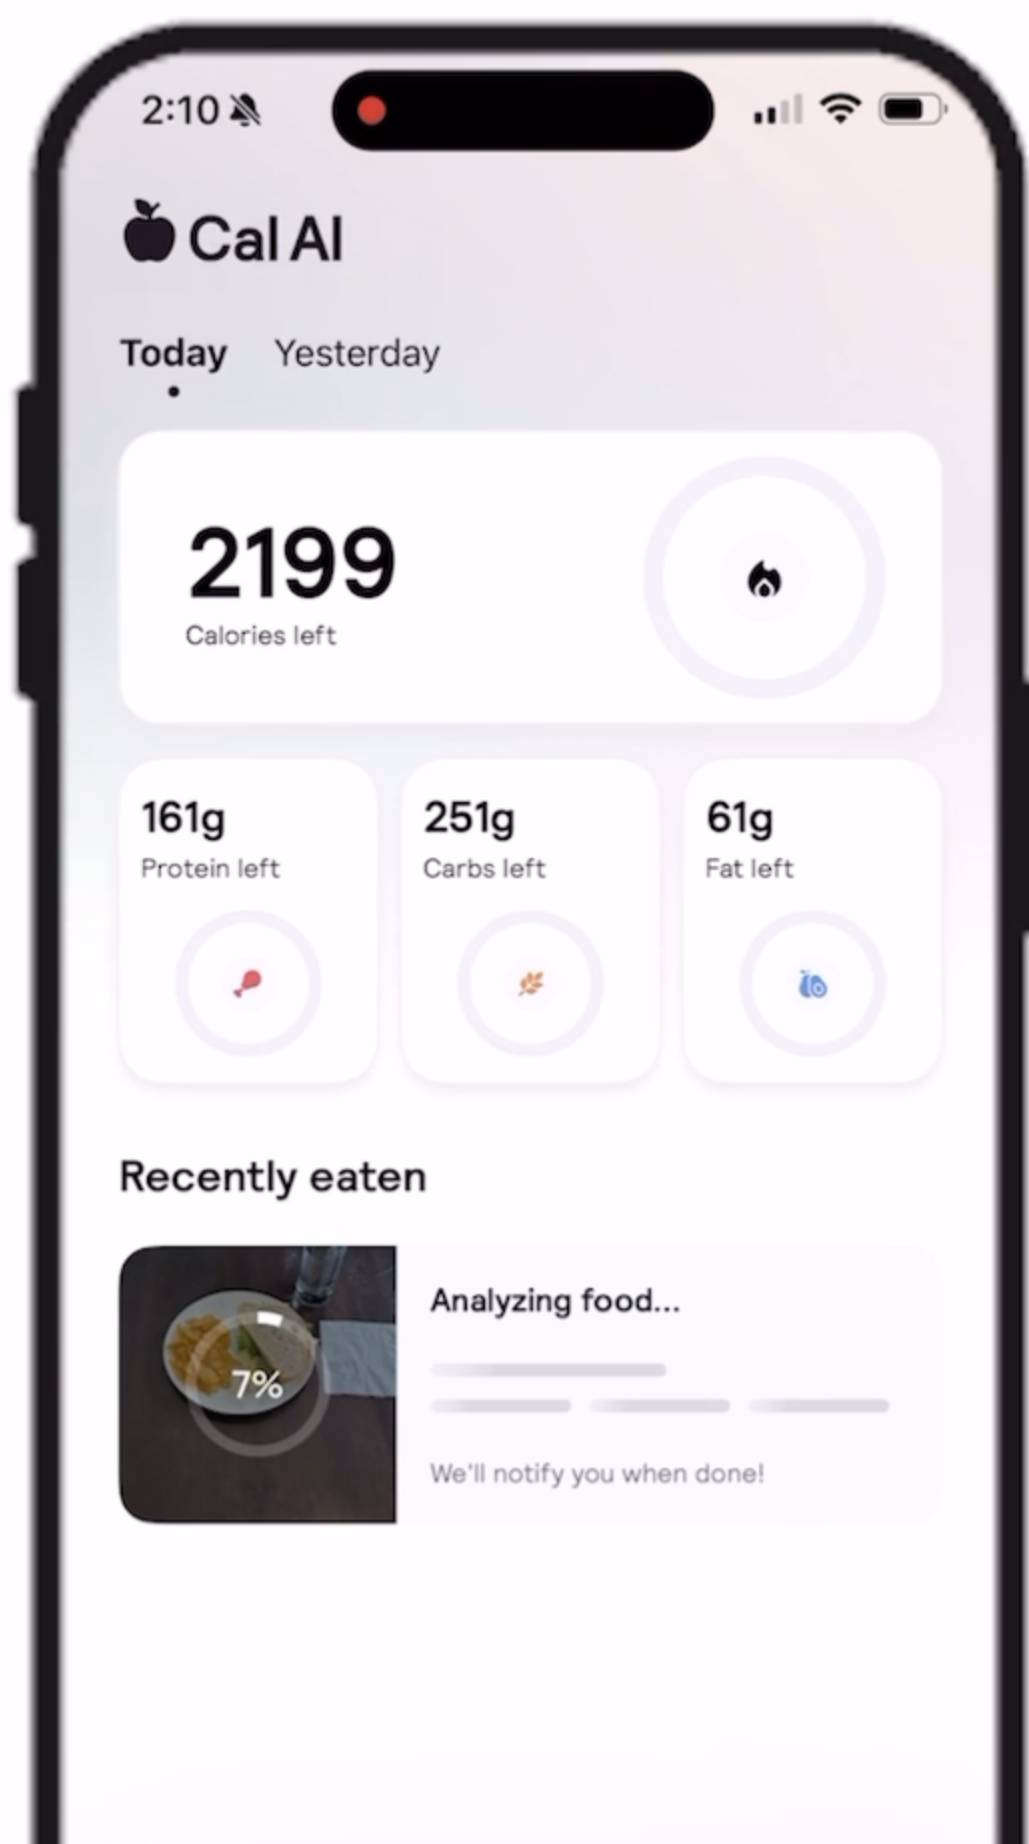 2:10
Cal AI
Today Yesterday
2199
Calories left
161g
Protein left
251g
Carbs left
61g
Fat left
Recently eaten
7%
Analyzing food...
We'll notify you when done!